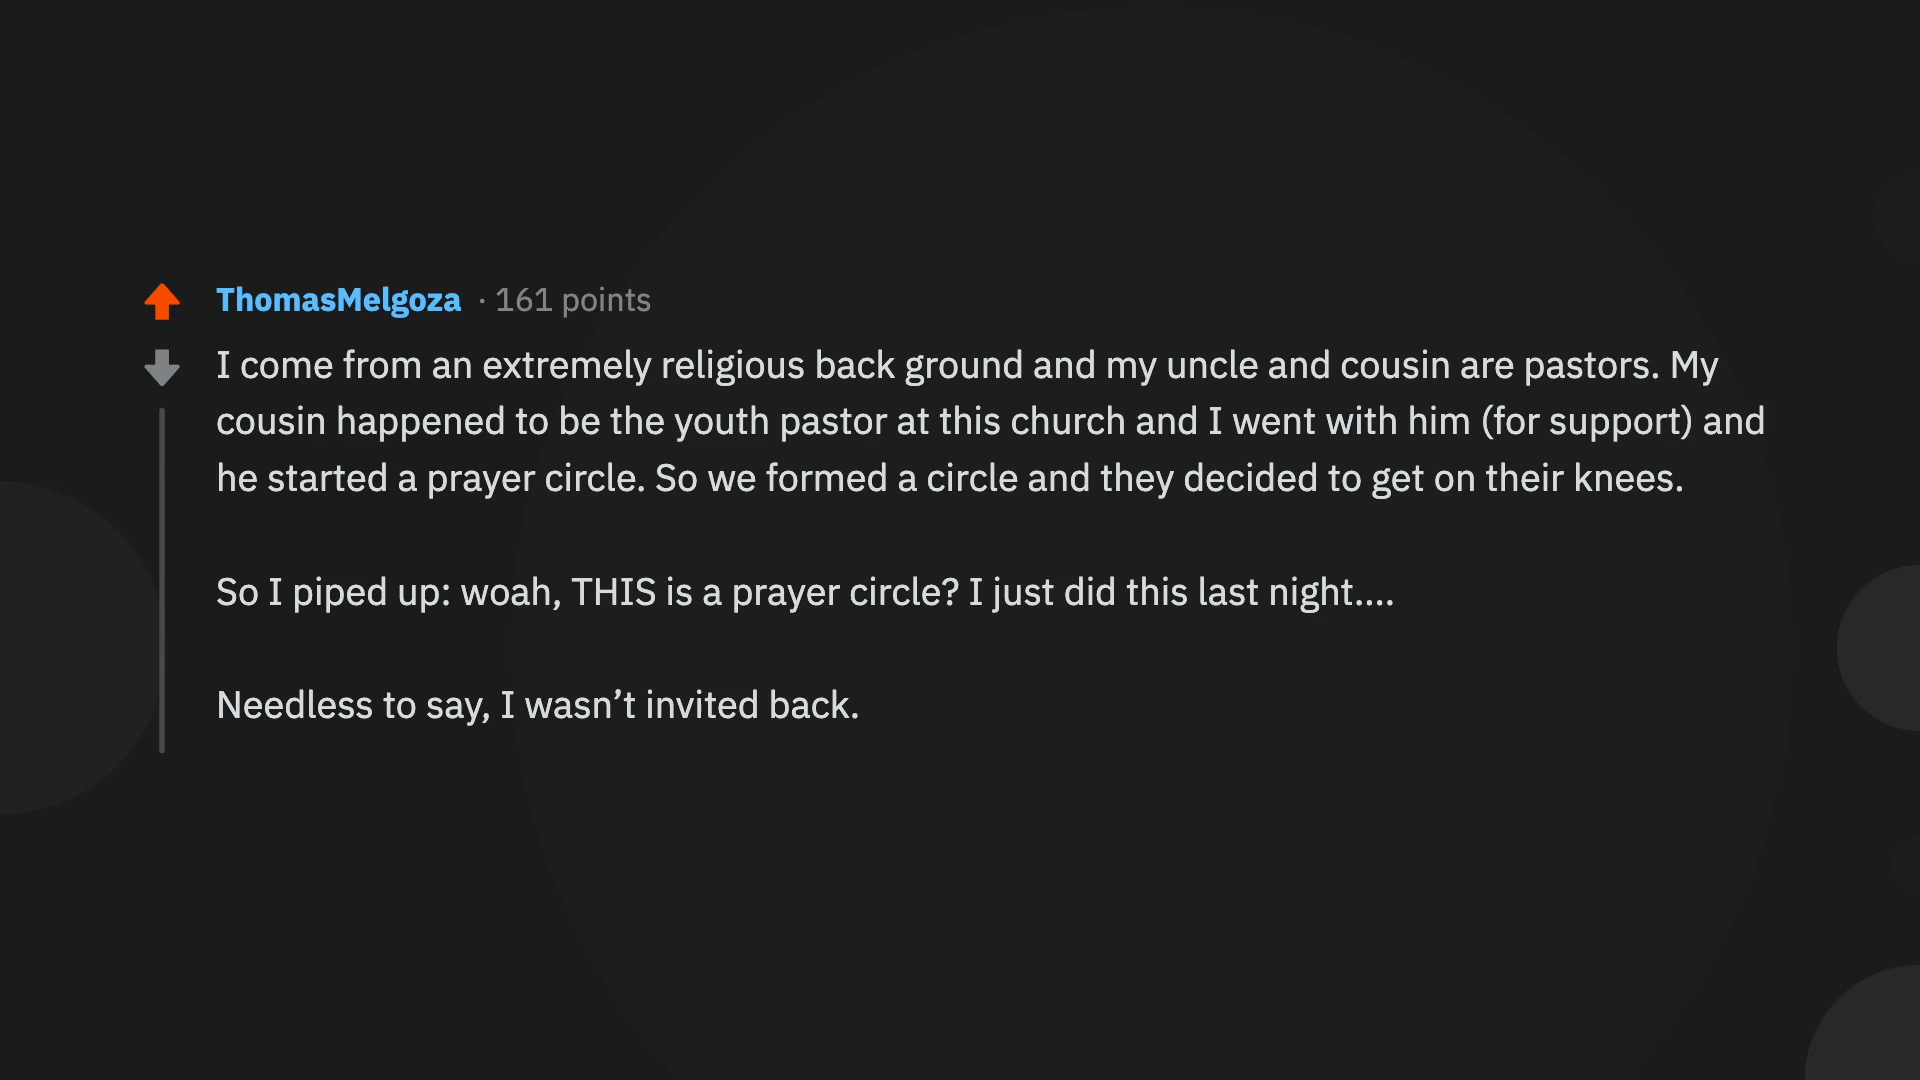 ThomasMelgoza · 161 points
I come from an extremely religious back ground and my uncle and cousin are pastors. My
cousin happened to be the youth pastor at this church and I went with him (for support) and
he started a prayer circle. So we formed a circle and they decided to get on their knees.
So I piped up: woah, THIS is a prayer circle? I just did this last night....
Needless to say, I wasn’t invited back.